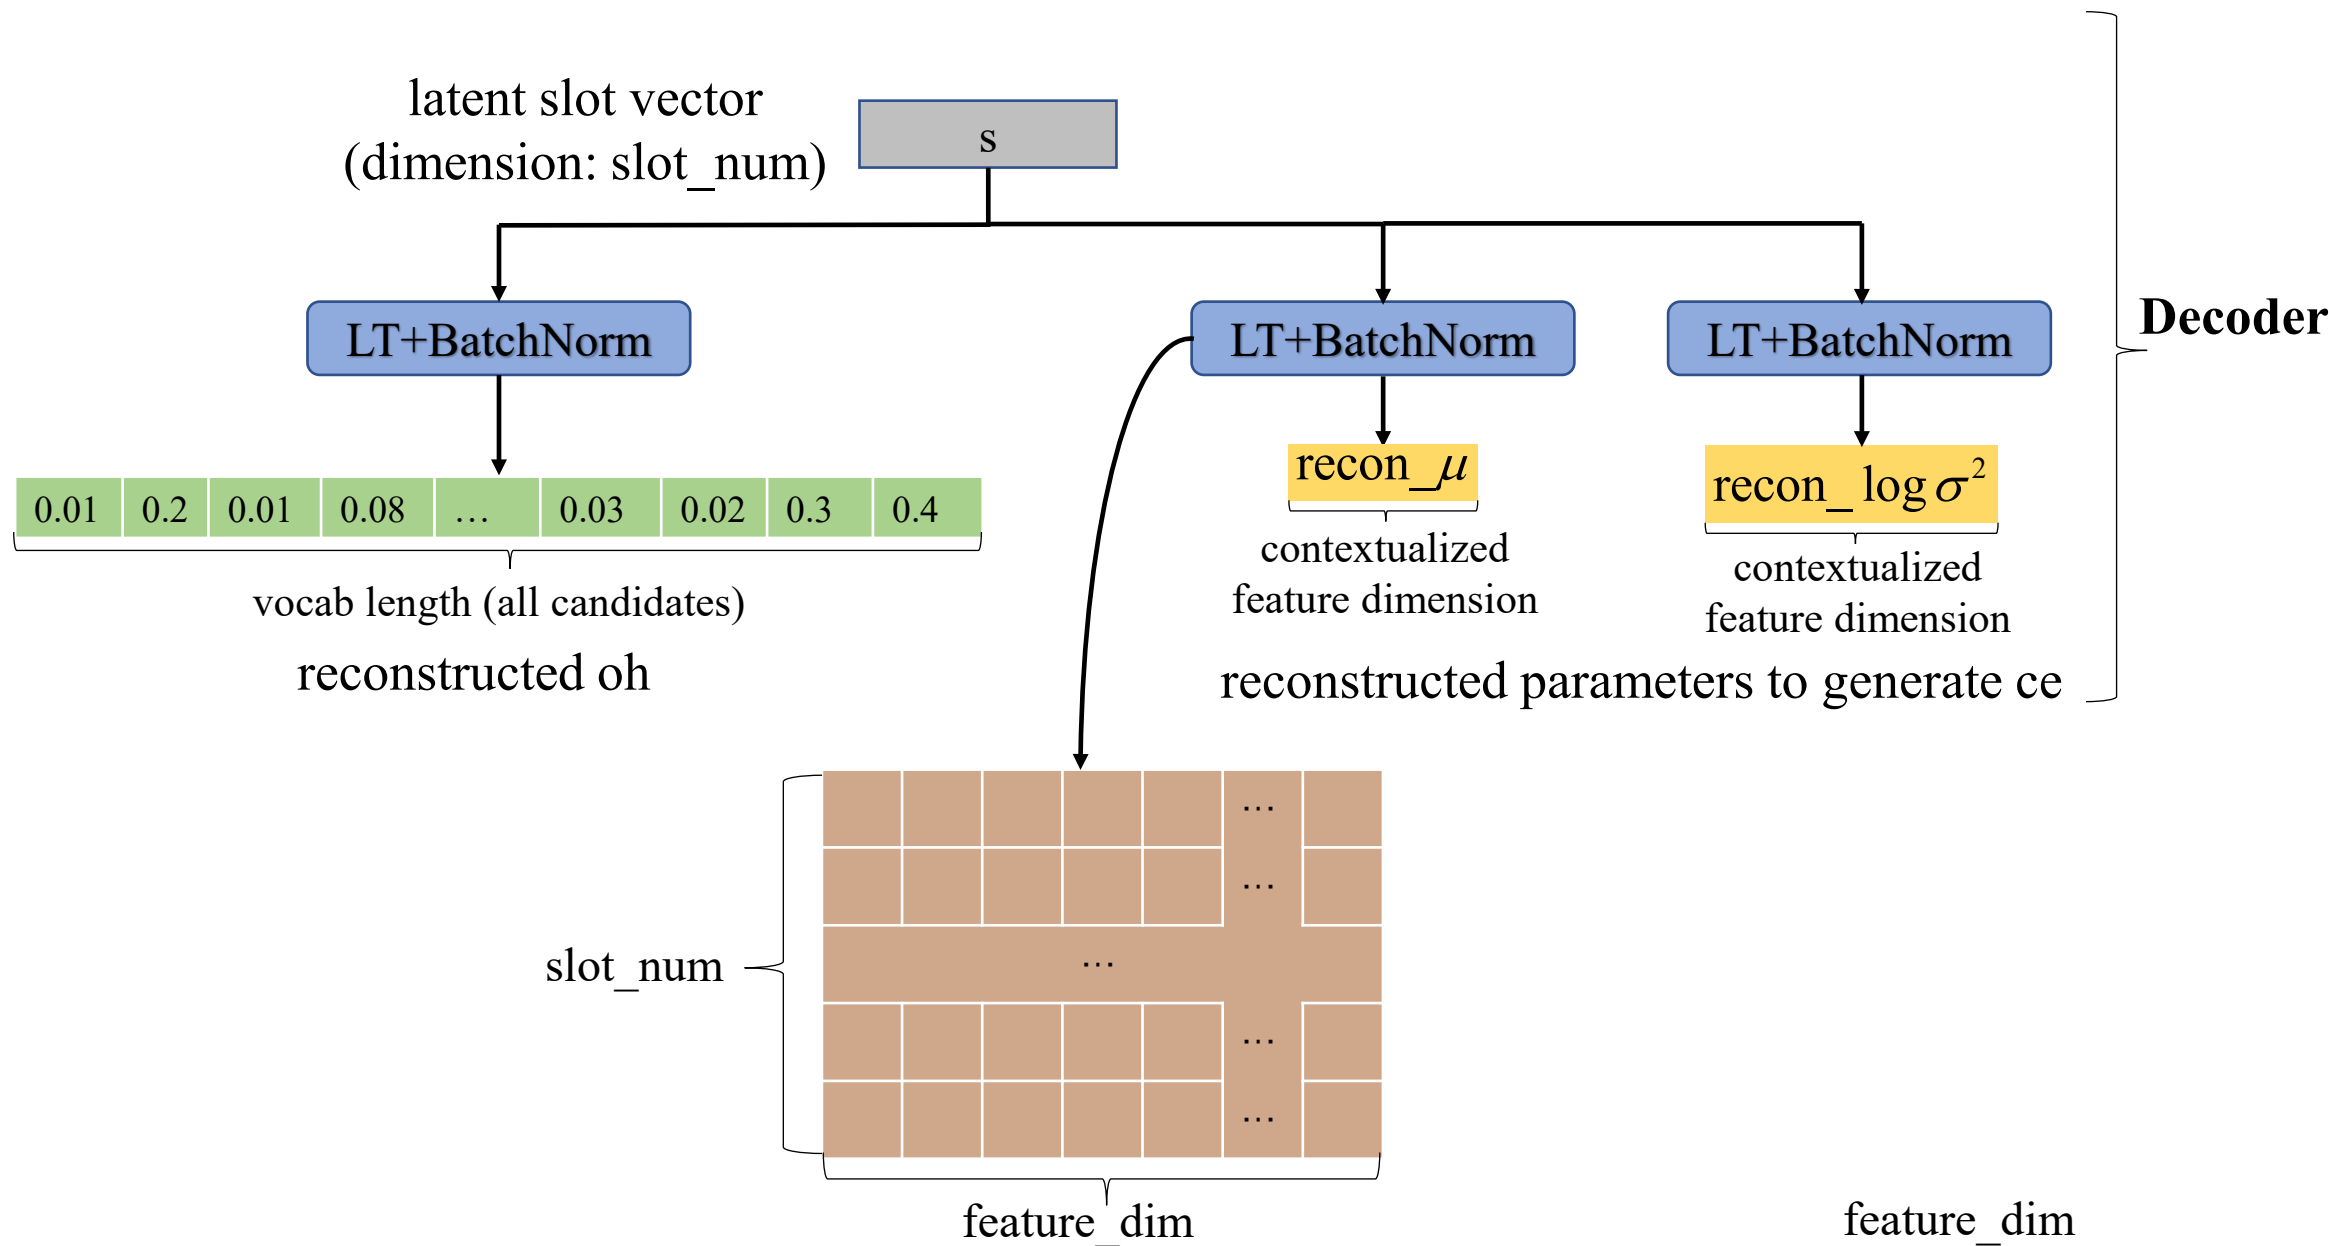 latent slot vector
(dimension: slot_num)
s
LT+BatchNorm
LT+BatchNorm
LT+BatchNorm
Decoder
0.01 0.2 0.01 0.08 … 0.03 0.02 0.3 0.4
vocab length (all candidates)
reconstructed oh
recon_μ
contextualized
feature dimension
recon_log σ²
contextualized
feature dimension
reconstructed parameters to generate ce
…
…
slot_num
…
…
…
feature_dim
feature_dim